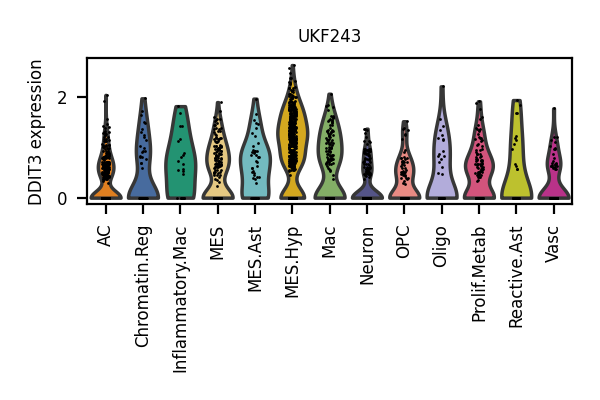 UKF243
DDIT3 expression
2
0
AC
Chromatin.Reg
Inflammatory.Mac
MES
MES.Ast
MES.Hyp
Mac
Neuron
OPC
Oligo
Prolif.Metab
Reactive.Ast
Vasc